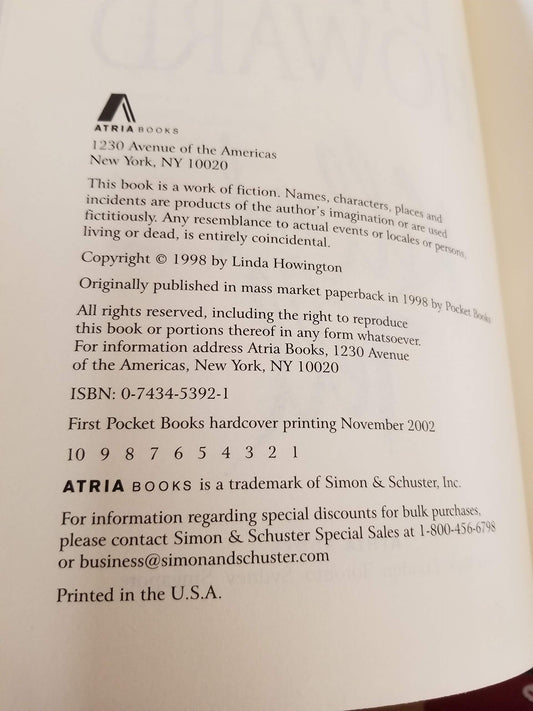 HOWARD
ATRIA BOOKS
1230 Avenue of the Americas
New York, NY 10020
This book is a work of fiction. Names, characters, places and
incidents are products of the author's imagination or are used
fictitiously. Any resemblance to actual events or locales or persons,
living or dead, is entirely coincidental.
Copyright © 1998 by Linda Howington
Originally published in mass market paperback in 1998 by Pocket Books
All rights reserved, including the right to reproduce
this book or portions thereof in any form whatsoever.
For information address Atria Books, 1230 Avenue
of the Americas, New York, NY 10020
ISBN: 0-7434-5392-1
First Pocket Books hardcover printing November 2002
10 9 8 7 6 5 4 3 2 1
ATRIA BOOKS is a trademark of Simon & Schuster, Inc.
For information regarding special discounts for bulk purchases,
please contact Simon & Schuster Special Sales at 1-800-456-6798
or business@simonandschuster.com
Printed in the U.S.A.